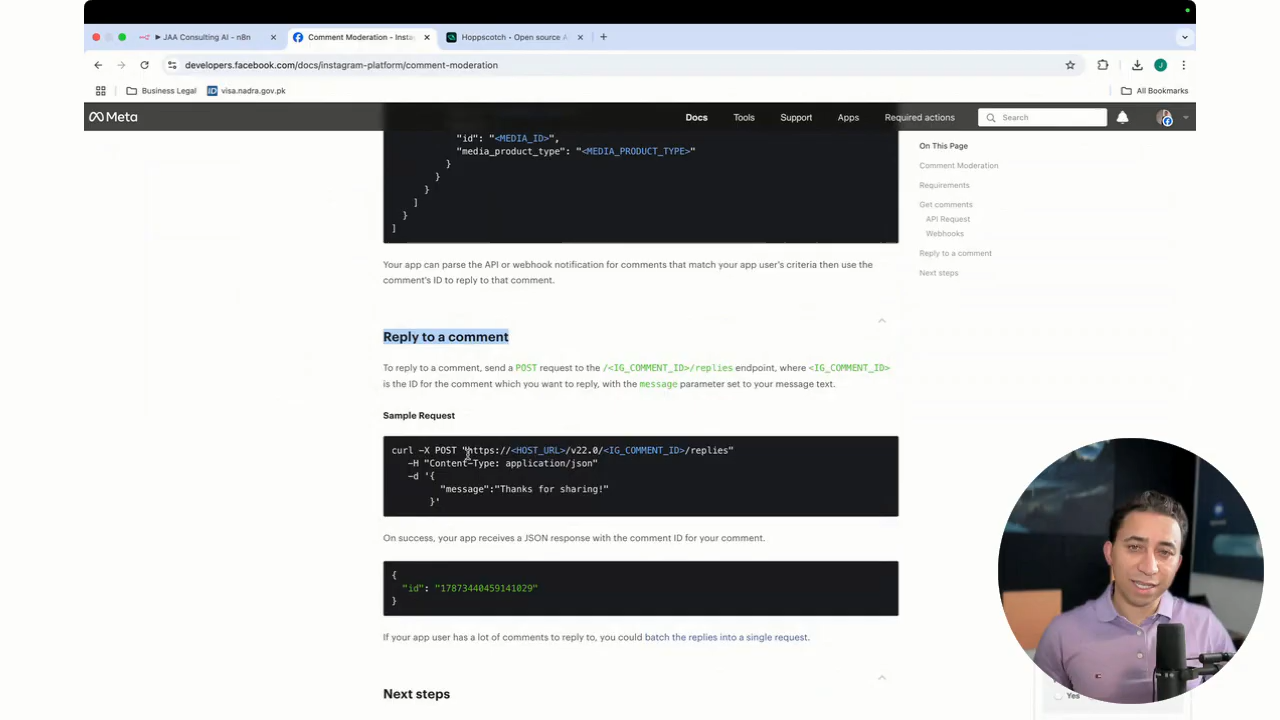 JAA Consulting AI - n8n
Comment Moderation - Insta
Hoppscotch - Open source A
developers.facebook.com/docs/instagram-platform/comment-moderation
Business Legal
visa.nadra.gov.pk
All Bookmarks
Meta
Docs
Tools
Support
Apps
Required actions
Search
"id": "<MEDIA_ID>",
"media_product_type": "<MEDIA_PRODUCT_TYPE>"
}
}
}
]
}
]
Your app can parse the API or webhook notification for comments that match your app user's criteria then use the
comment's ID to reply to that comment.
Reply to a comment
To reply to a comment, send a POST request to the /<IG_COMMENT_ID>/replies endpoint, where <IG_COMMENT_ID>
is the ID for the comment which you want to reply, with the message parameter set to your message text.
Sample Request
curl -X POST "https://<HOST_URL>/v22.0/<IG_COMMENT_ID>/replies"
-H "Content-Type: application/json"
-d '{
"message":"Thanks for sharing!"
}'
On success, your app receives a JSON response with the comment ID for your comment.
{
"id": "17873440459141029"
}
If your app user has a lot of comments to reply to, you could batch the replies into a single request.
Next steps
On This Page
Comment Moderation
Requirements
Get comments
API Request
Webhooks
Reply to a comment
Next steps
Yes